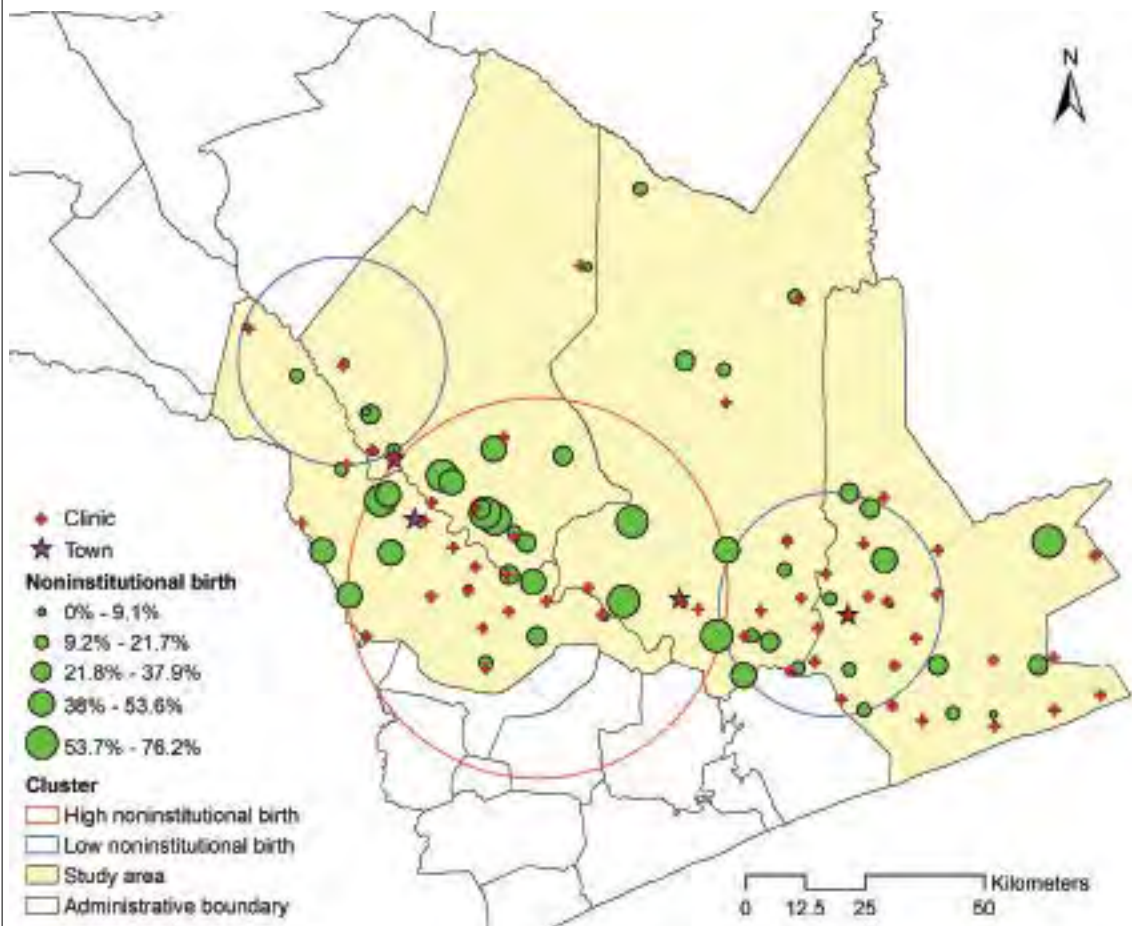 N
Clinic
Town
Noninstitutional birth
0% - 9.1%
9.2% - 21.7%
21.8% - 37.9%
38% - 53.6%
53.7% - 76.2%
Cluster
High noninstitutional birth
Low noninstitutional birth
Study area
Administrative boundary
Kilometers
0 12.5 25 50